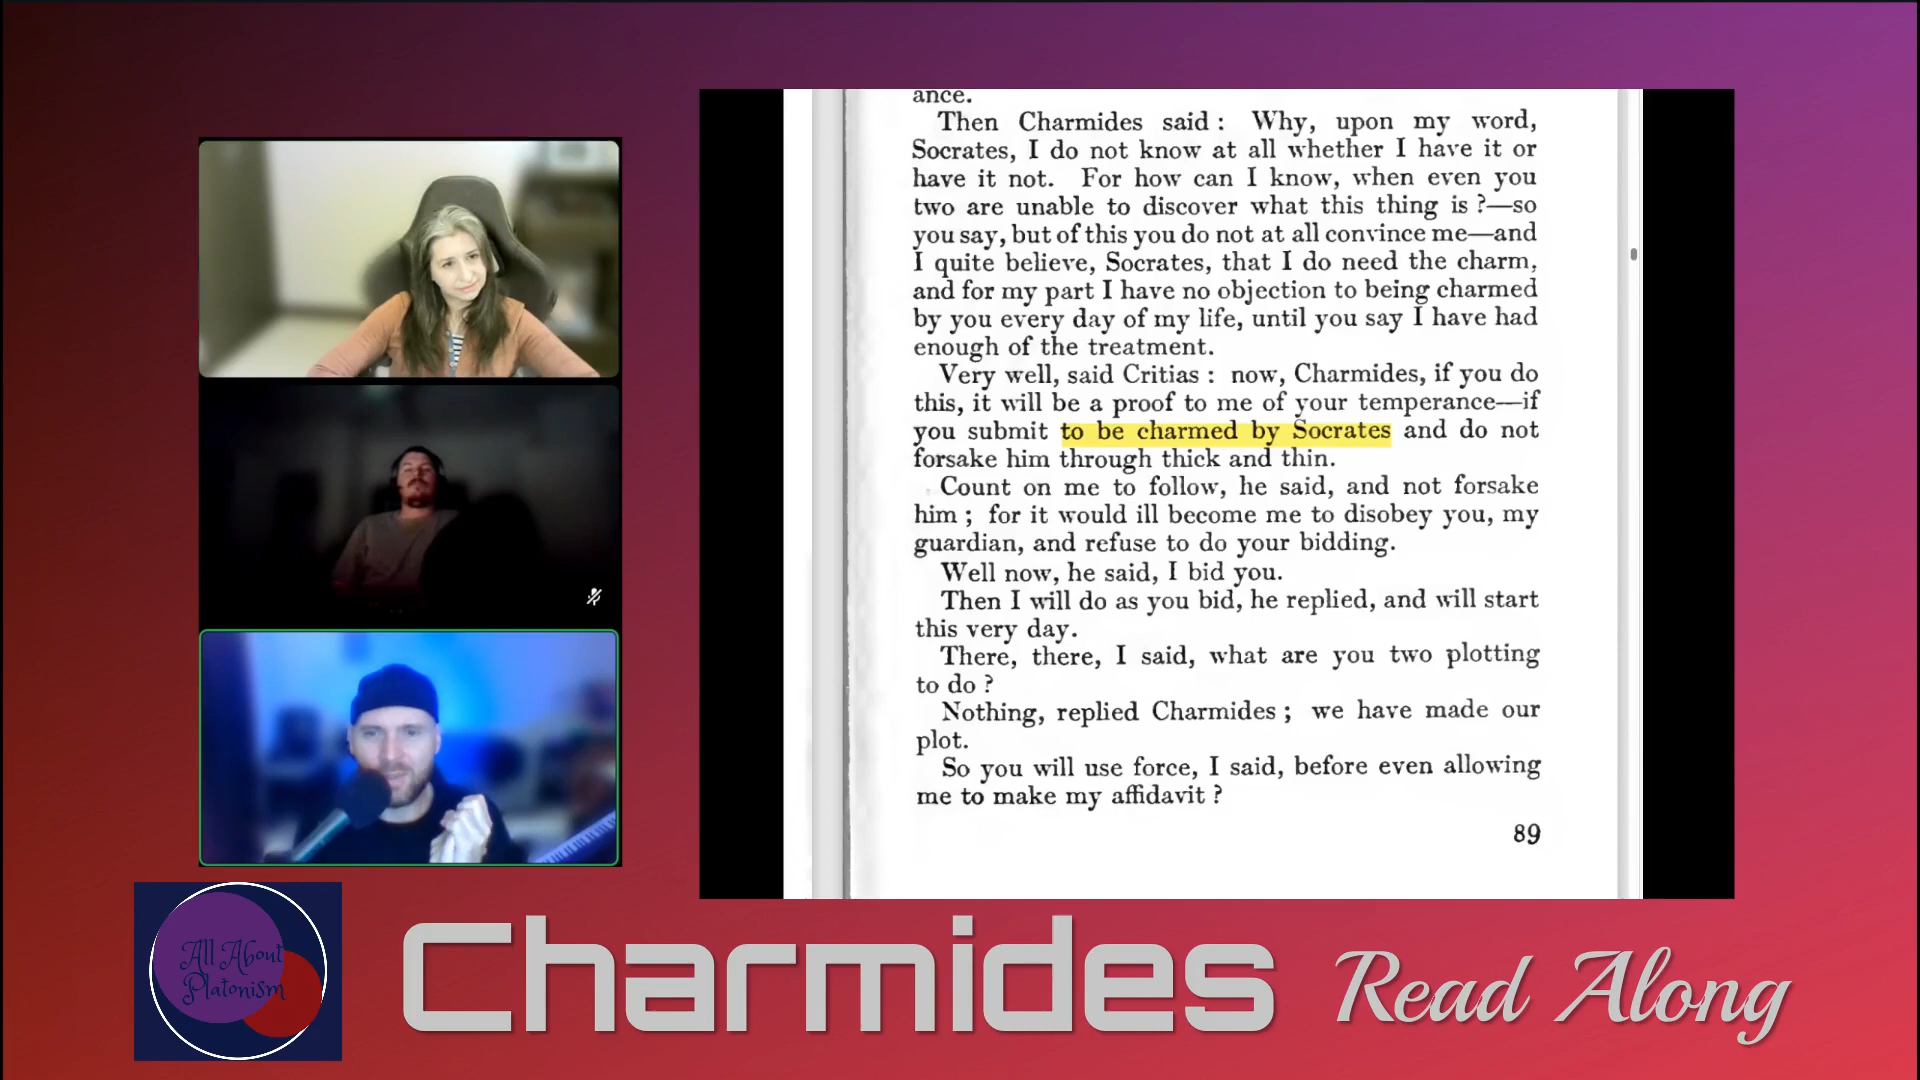 ance.
Then Charmides said : Why, upon my word,
Socrates, I do not know at all whether I have it or
have it not. For how can I know, when even you
two are unable to discover what this thing is ?—so
you say, but of this you do not at all convince me—and
I quite believe, Socrates, that I do need the charm,
and for my part I have no objection to being charmed
by you every day of my life, until you say I have had
enough of the treatment.
Very well, said Critias : now, Charmides, if you do
this, it will be a proof to me of your temperance—if
you submit to be charmed by Socrates and do not
forsake him through thick and thin.
Count on me to follow, he said, and not forsake
him ; for it would ill become me to disobey you, my
guardian, and refuse to do your bidding.
Well now, he said, I bid you.
Then I will do as you bid, he replied, and will start
this very day.
There, there, I said, what are you two plotting
to do ?
Nothing, replied Charmides ; we have made our
plot.
So you will use force, I said, before even allowing
me to make my affidavit ?
89
All About
Platonism
Charmides Read Along